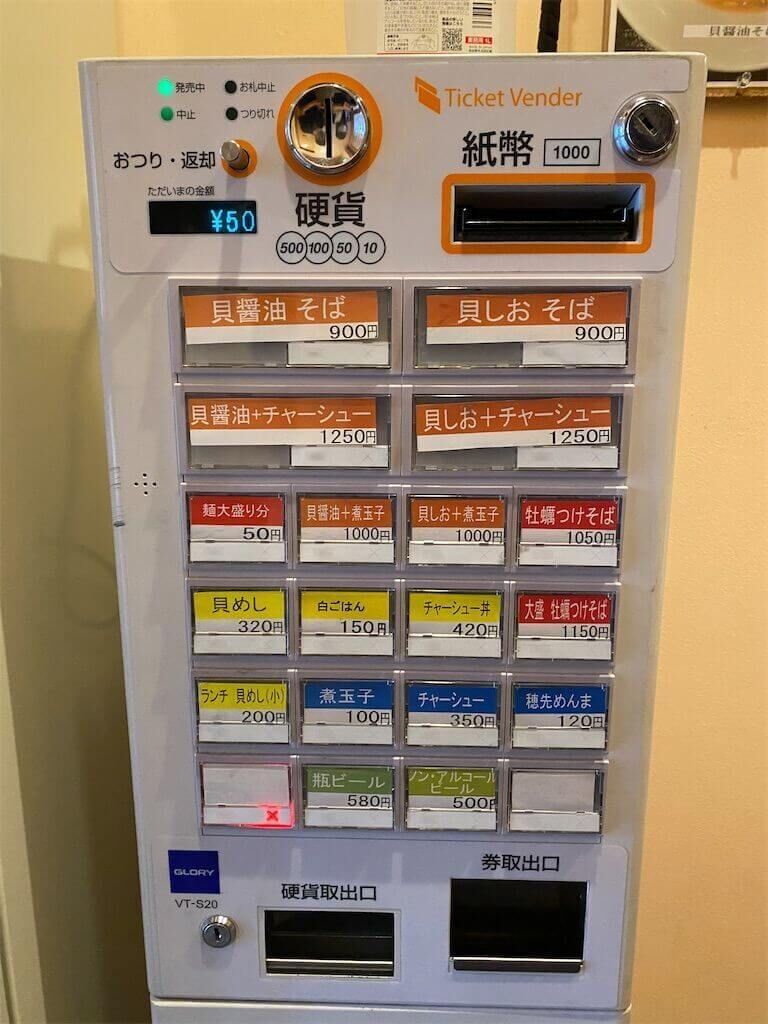 発売中
お札中止
中止
つり切れ
おつり・返却
ただいまの金額
¥50
硬貨
500 100 50 10
Ticket Vender
紙幣 1000
貝醤油そ
貝醤油 そば
900円
貝しお そば
900円
貝醤油+チャーシュー
1250円
貝しお+チャーシュー
1250円
麺大盛り分
50円
貝醤油+煮玉子
1000円
貝しお+煮玉子
1000円
牡蠣つけそば
1050円
貝めし
320円
白ごはん
150円
チャーシュー丼
420円
大盛 牡蠣つけそば
1150円
ランチ 貝めし(小)
200円
煮玉子
100円
チャーシュー
350円
穂先めんま
120円
×
瓶ビール
580円
ノン・アルコール
ビール
500円
GLORY
VT-S20
硬貨取出口
券取出口